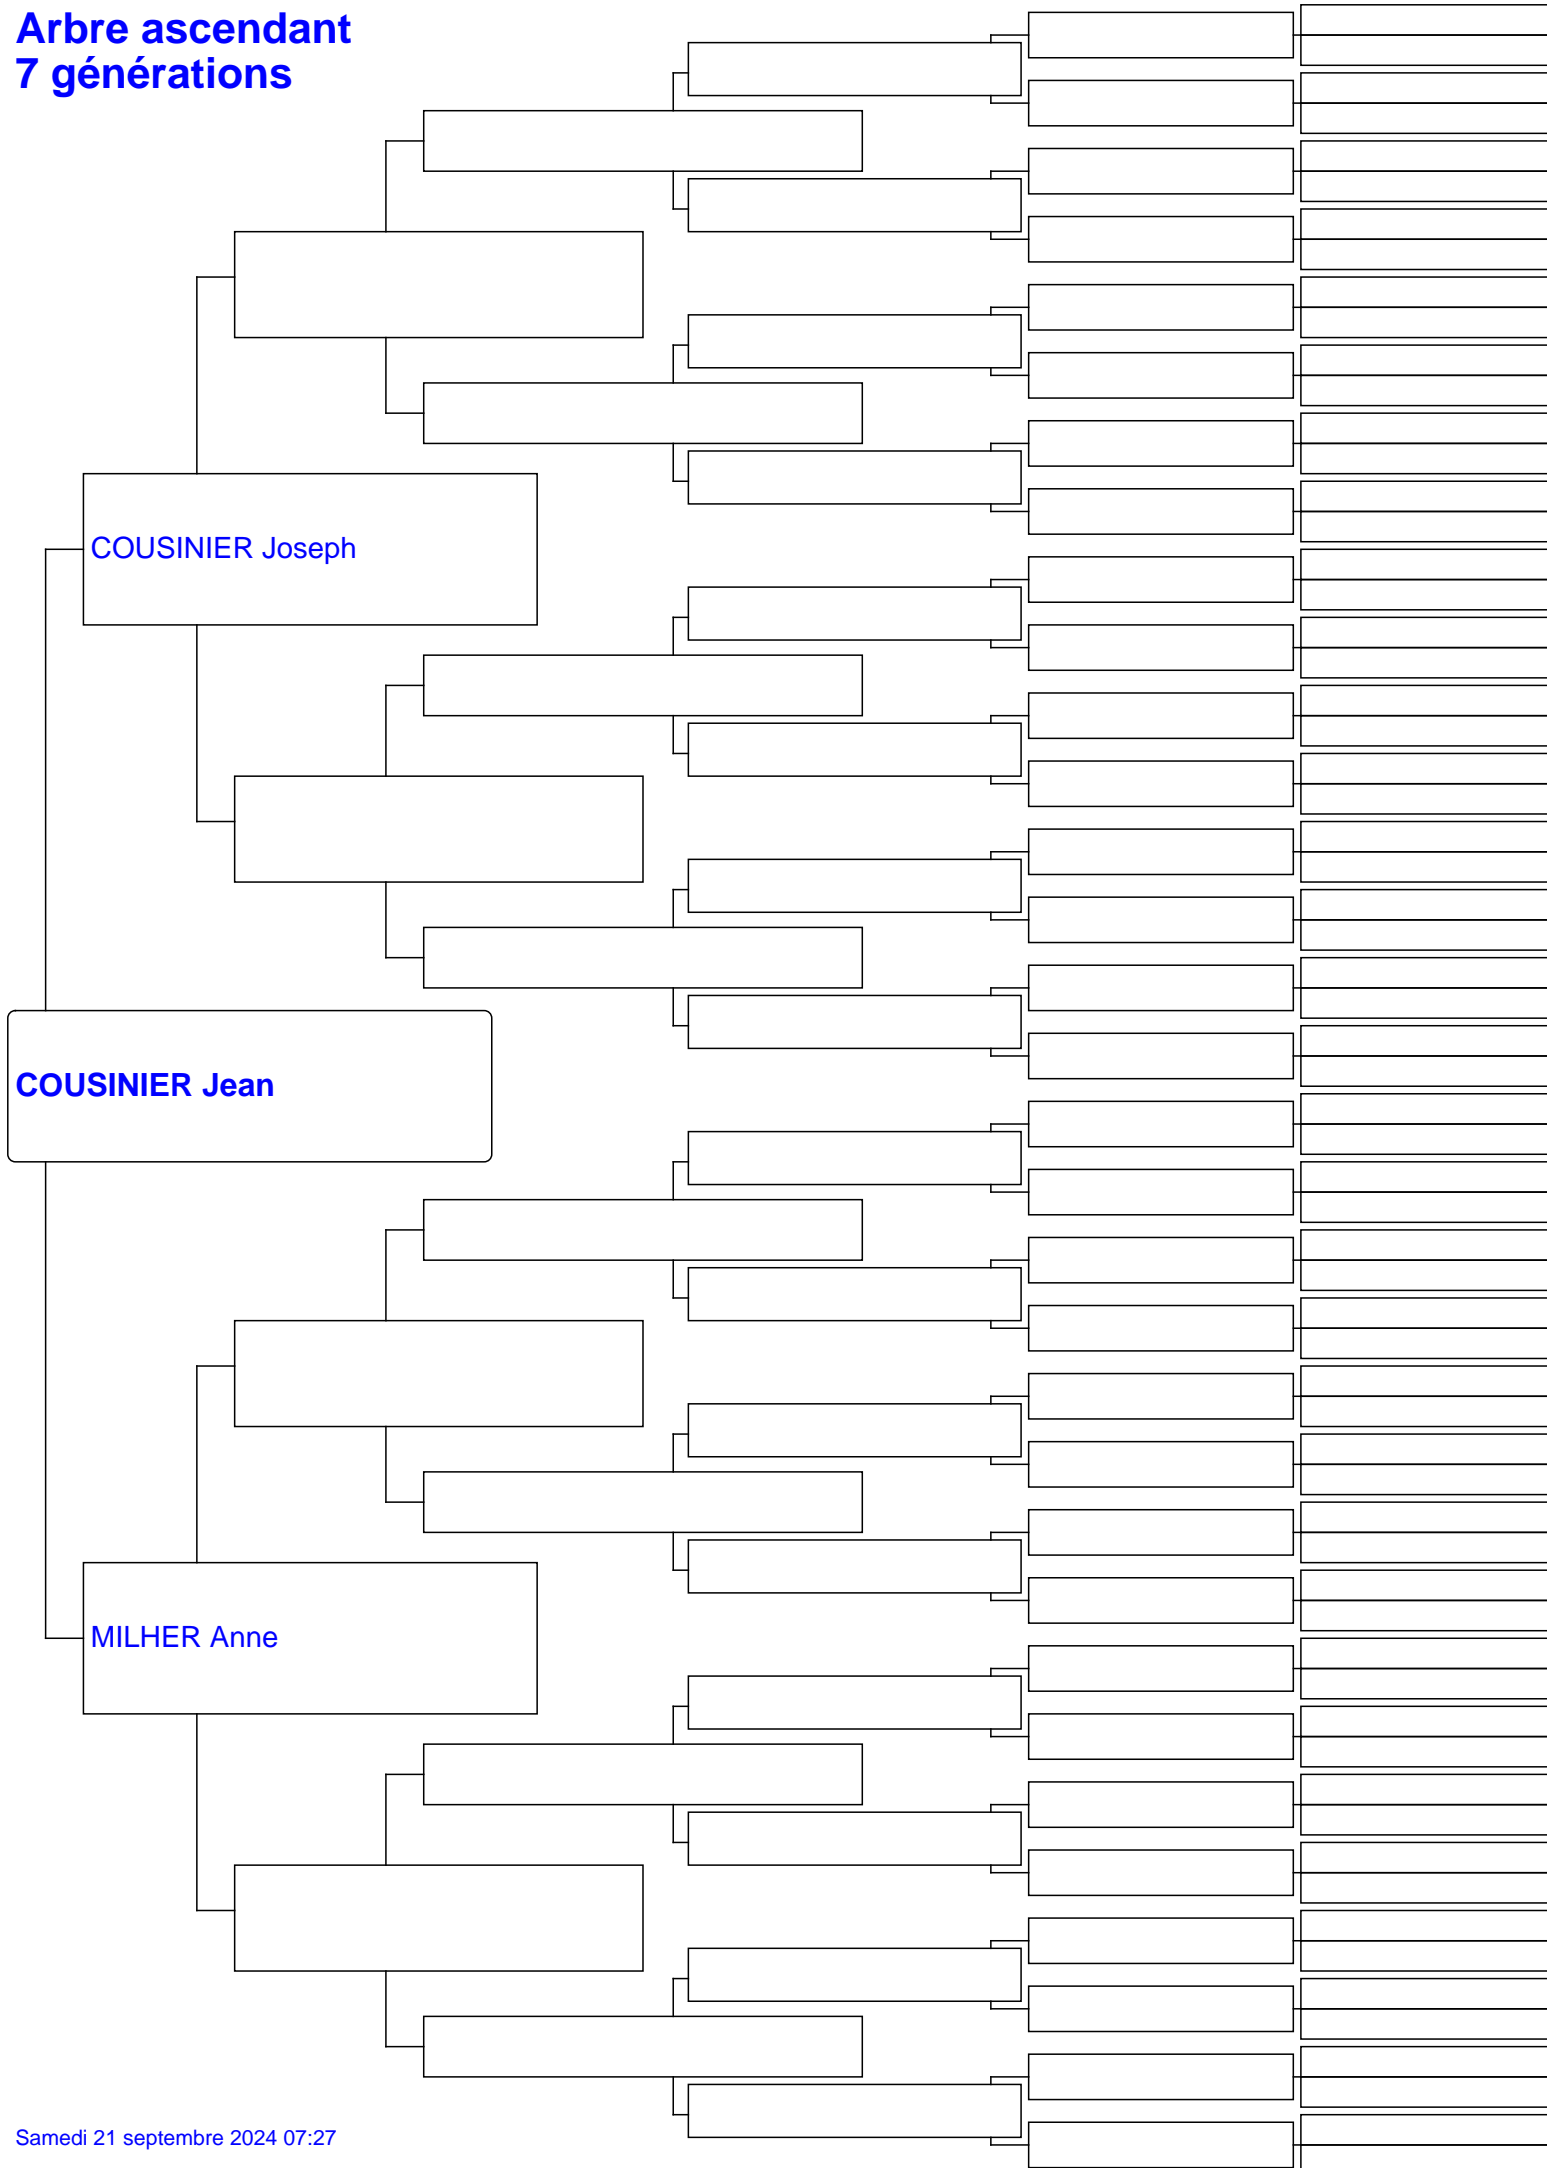 Arbre ascendant
7 générations
COUSINIER Joseph
COUSINIER Jean
MILHER Anne
Samedi 21 septembre 2024 07:27